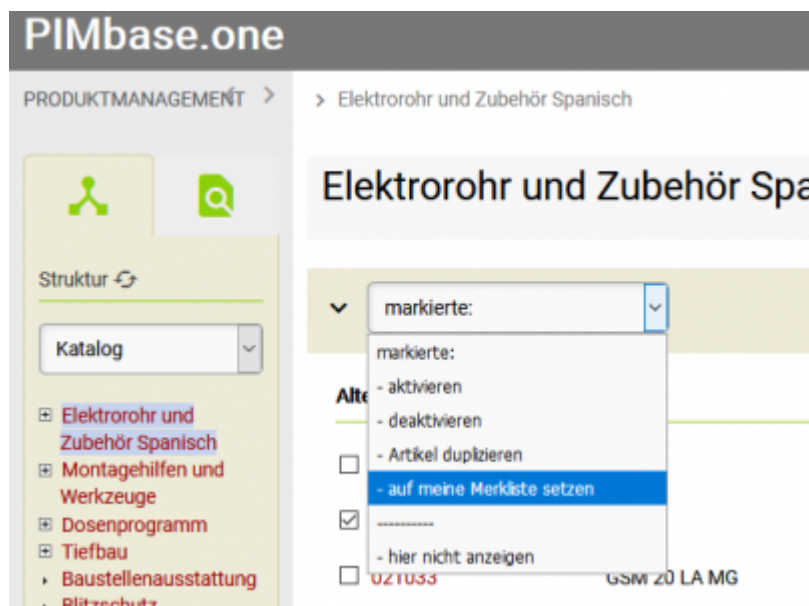 PIMbase.one
PRODUKTMANAGEMENT
Elektrorohr und Zubehör Spanisch
Elektrorohr und Zubehör Spa
Struktur
Katalog
Elektrorohr und
Zubehör Spanisch
Montagehilfen und
Werkzeuge
Dosenprogramm
Tiefbau
Baustellenausstattung
Blitzschutz
markierte:
markierte:
- aktivieren
- deaktivieren
- Artikel duplizieren
- auf meine Merkliste setzen
----------
- hier nicht anzeigen
Alte
021033 GSM 20 LA MG